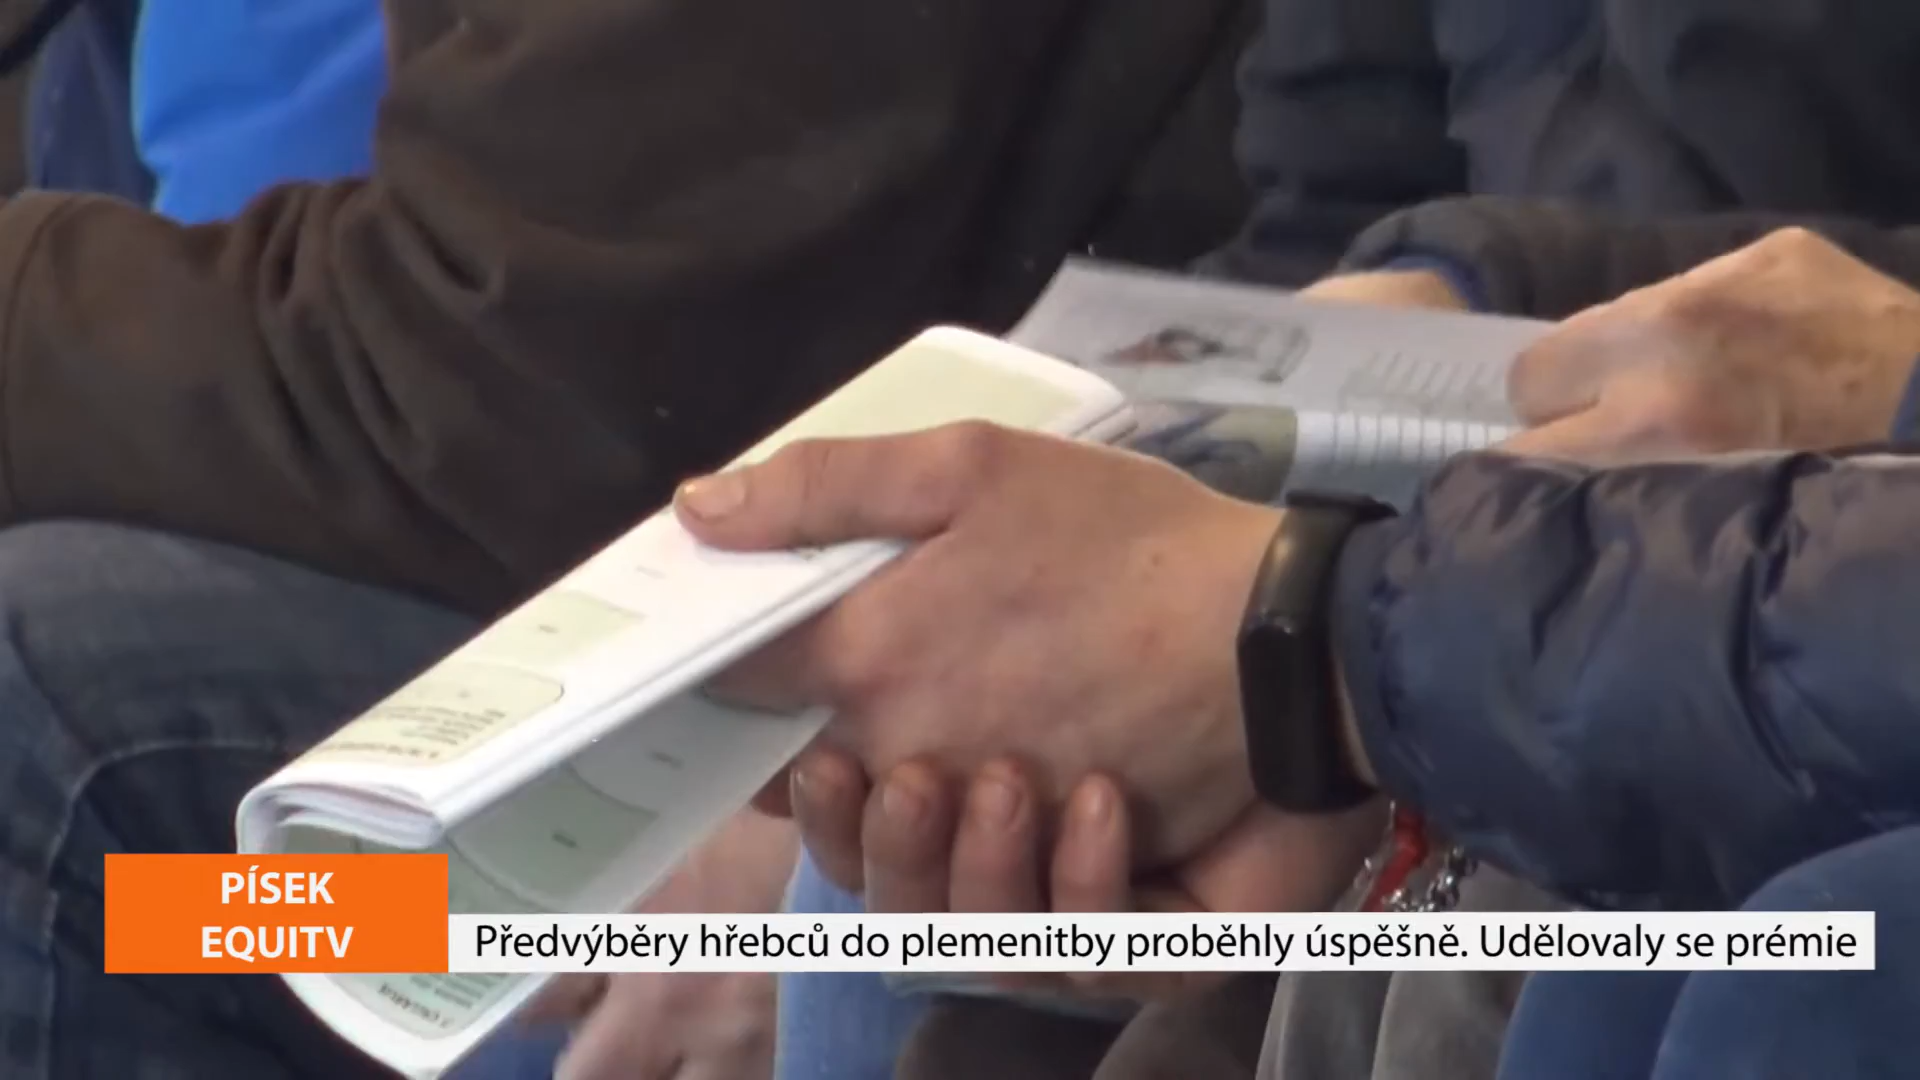 PÍSEK
EQUITV
Předvýběry hřebců do plemenitby proběhly úspěšně. Udělovaly se prémie